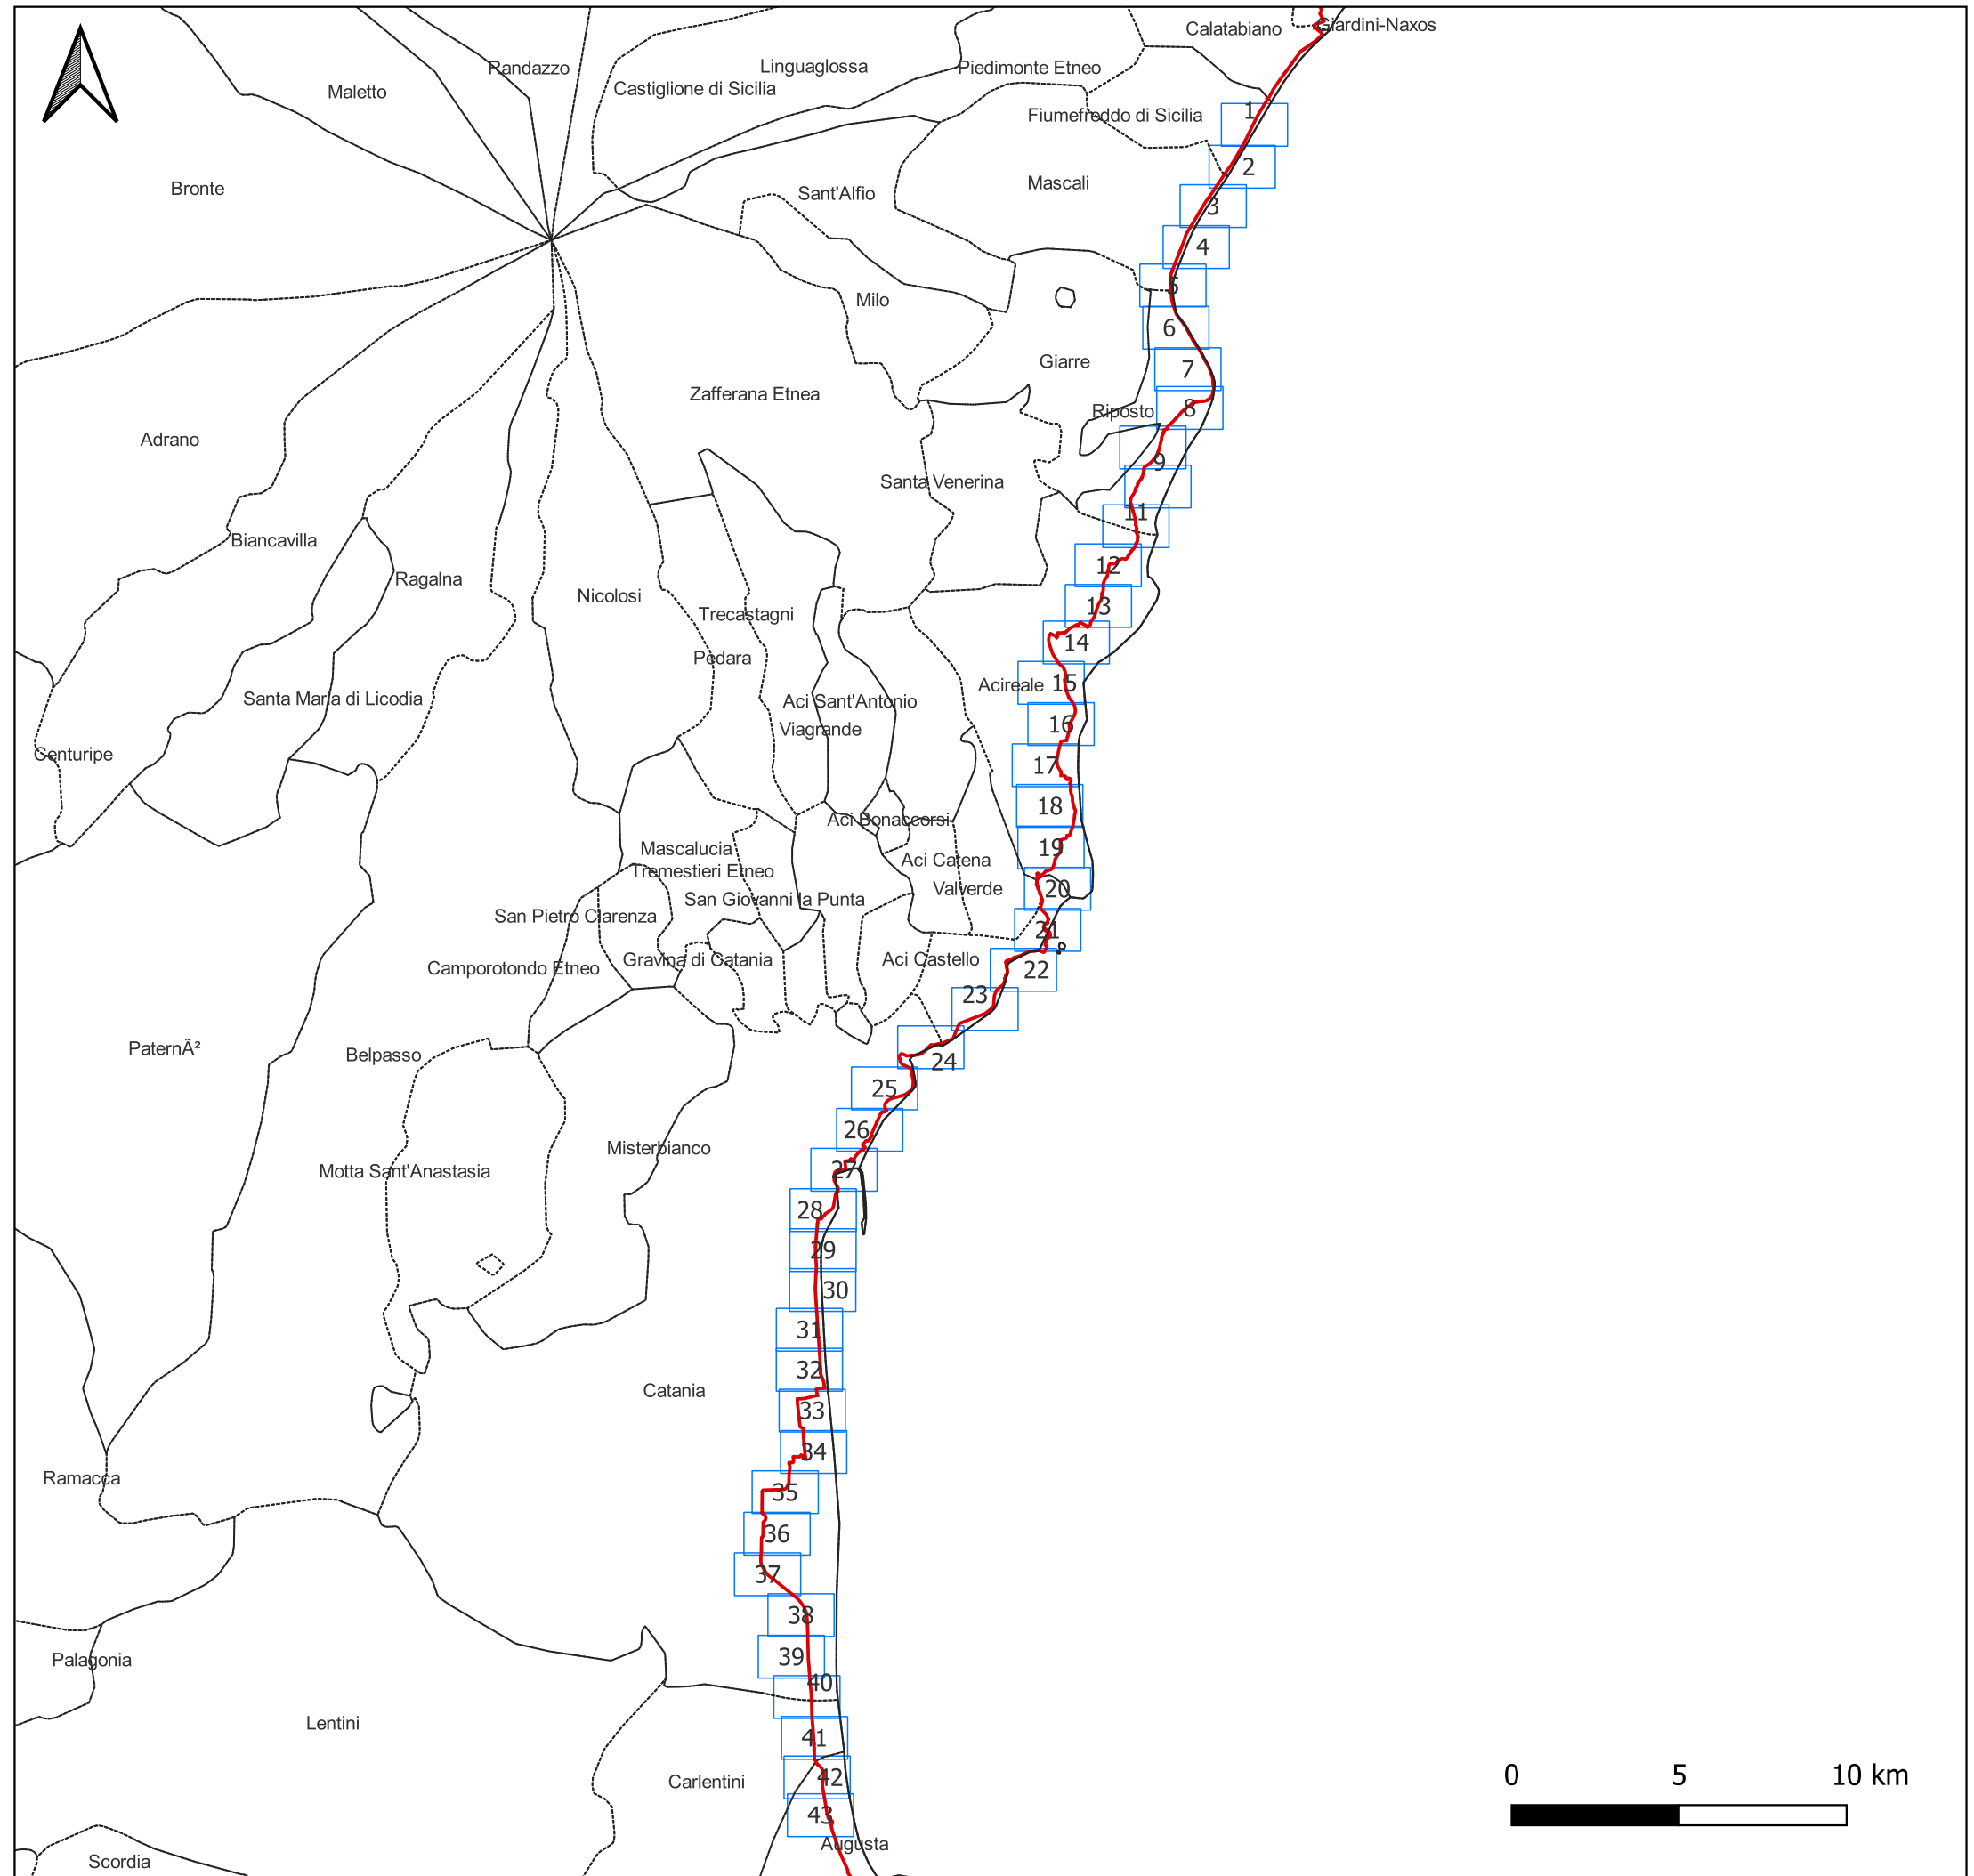 Calatabiano
Giardini-Naxos
Randazzo
Linguaglossa
Piedimonte Etneo
Maletto
Castiglione di Sicilia
1
Fiumefreddo di Sicilia
2
Bronte
Sant'Alfio
Mascali
3
4
5
Milo
6
Giarre
7
Zafferana Etnea
Riposto
8
Adrano
9
Santa Venerina
11
Biancavilla
12
Ragalna
Nicolosi
13
Trecastagni
14
Pedara
Acireale
15
Santa Maria di Licodia
Aci Sant'Antonio
Viagrande
16
Centuripe
17
18
Aci Bonaccorsi
Mascalucia
19
Aci Catena
Tremestieri Etneo
Valverde
20
San Giovanni la Punta
San Pietro Clarenza
21
Gravina di Catania
Aci Castello
Camporotondo Etneo
22
23
PaternÃ²
Belpasso
24
25
26
Misterbianco
Motta Sant'Anastasia
27
28
29
30
31
32
Catania
33
34
Ramacca
35
36
37
38
39
Palagonia
40
Lentini
41
0 5 10 km
Carlentini
42
43
Augusta
Scordia